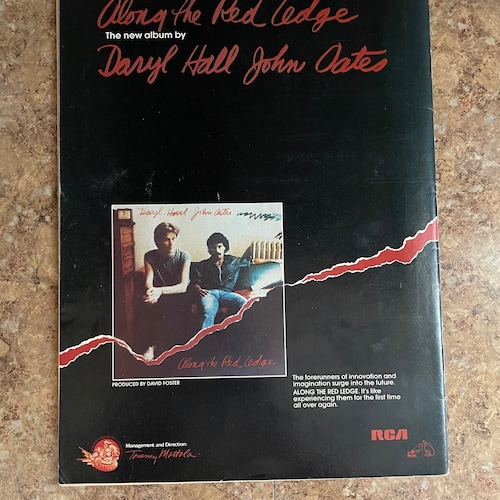 Along the Red Ledge
The new album by
Daryl Hall John Oates
Daryl Hall John Oates
Along the Red Ledge
PRODUCED BY DAVID FOSTER
The forerunners of innovation and
imagination surge into the future.
ALONG THE RED LEDGE. It's like
experiencing them for the first time
all over again.
Management and Direction:
Tommy Mottola
RCA